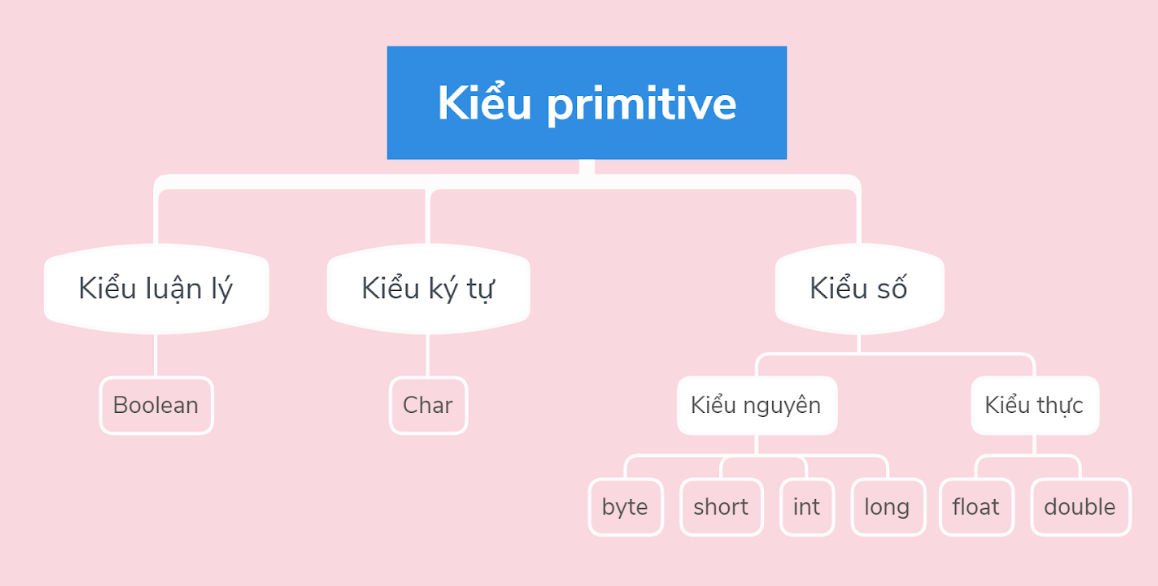 Kiểu primitive
Kiểu luận lý
Kiểu ký tự
Kiểu số
Boolean
Char
Kiểu nguyên
Kiểu thực
byte
short
int
long
float
double